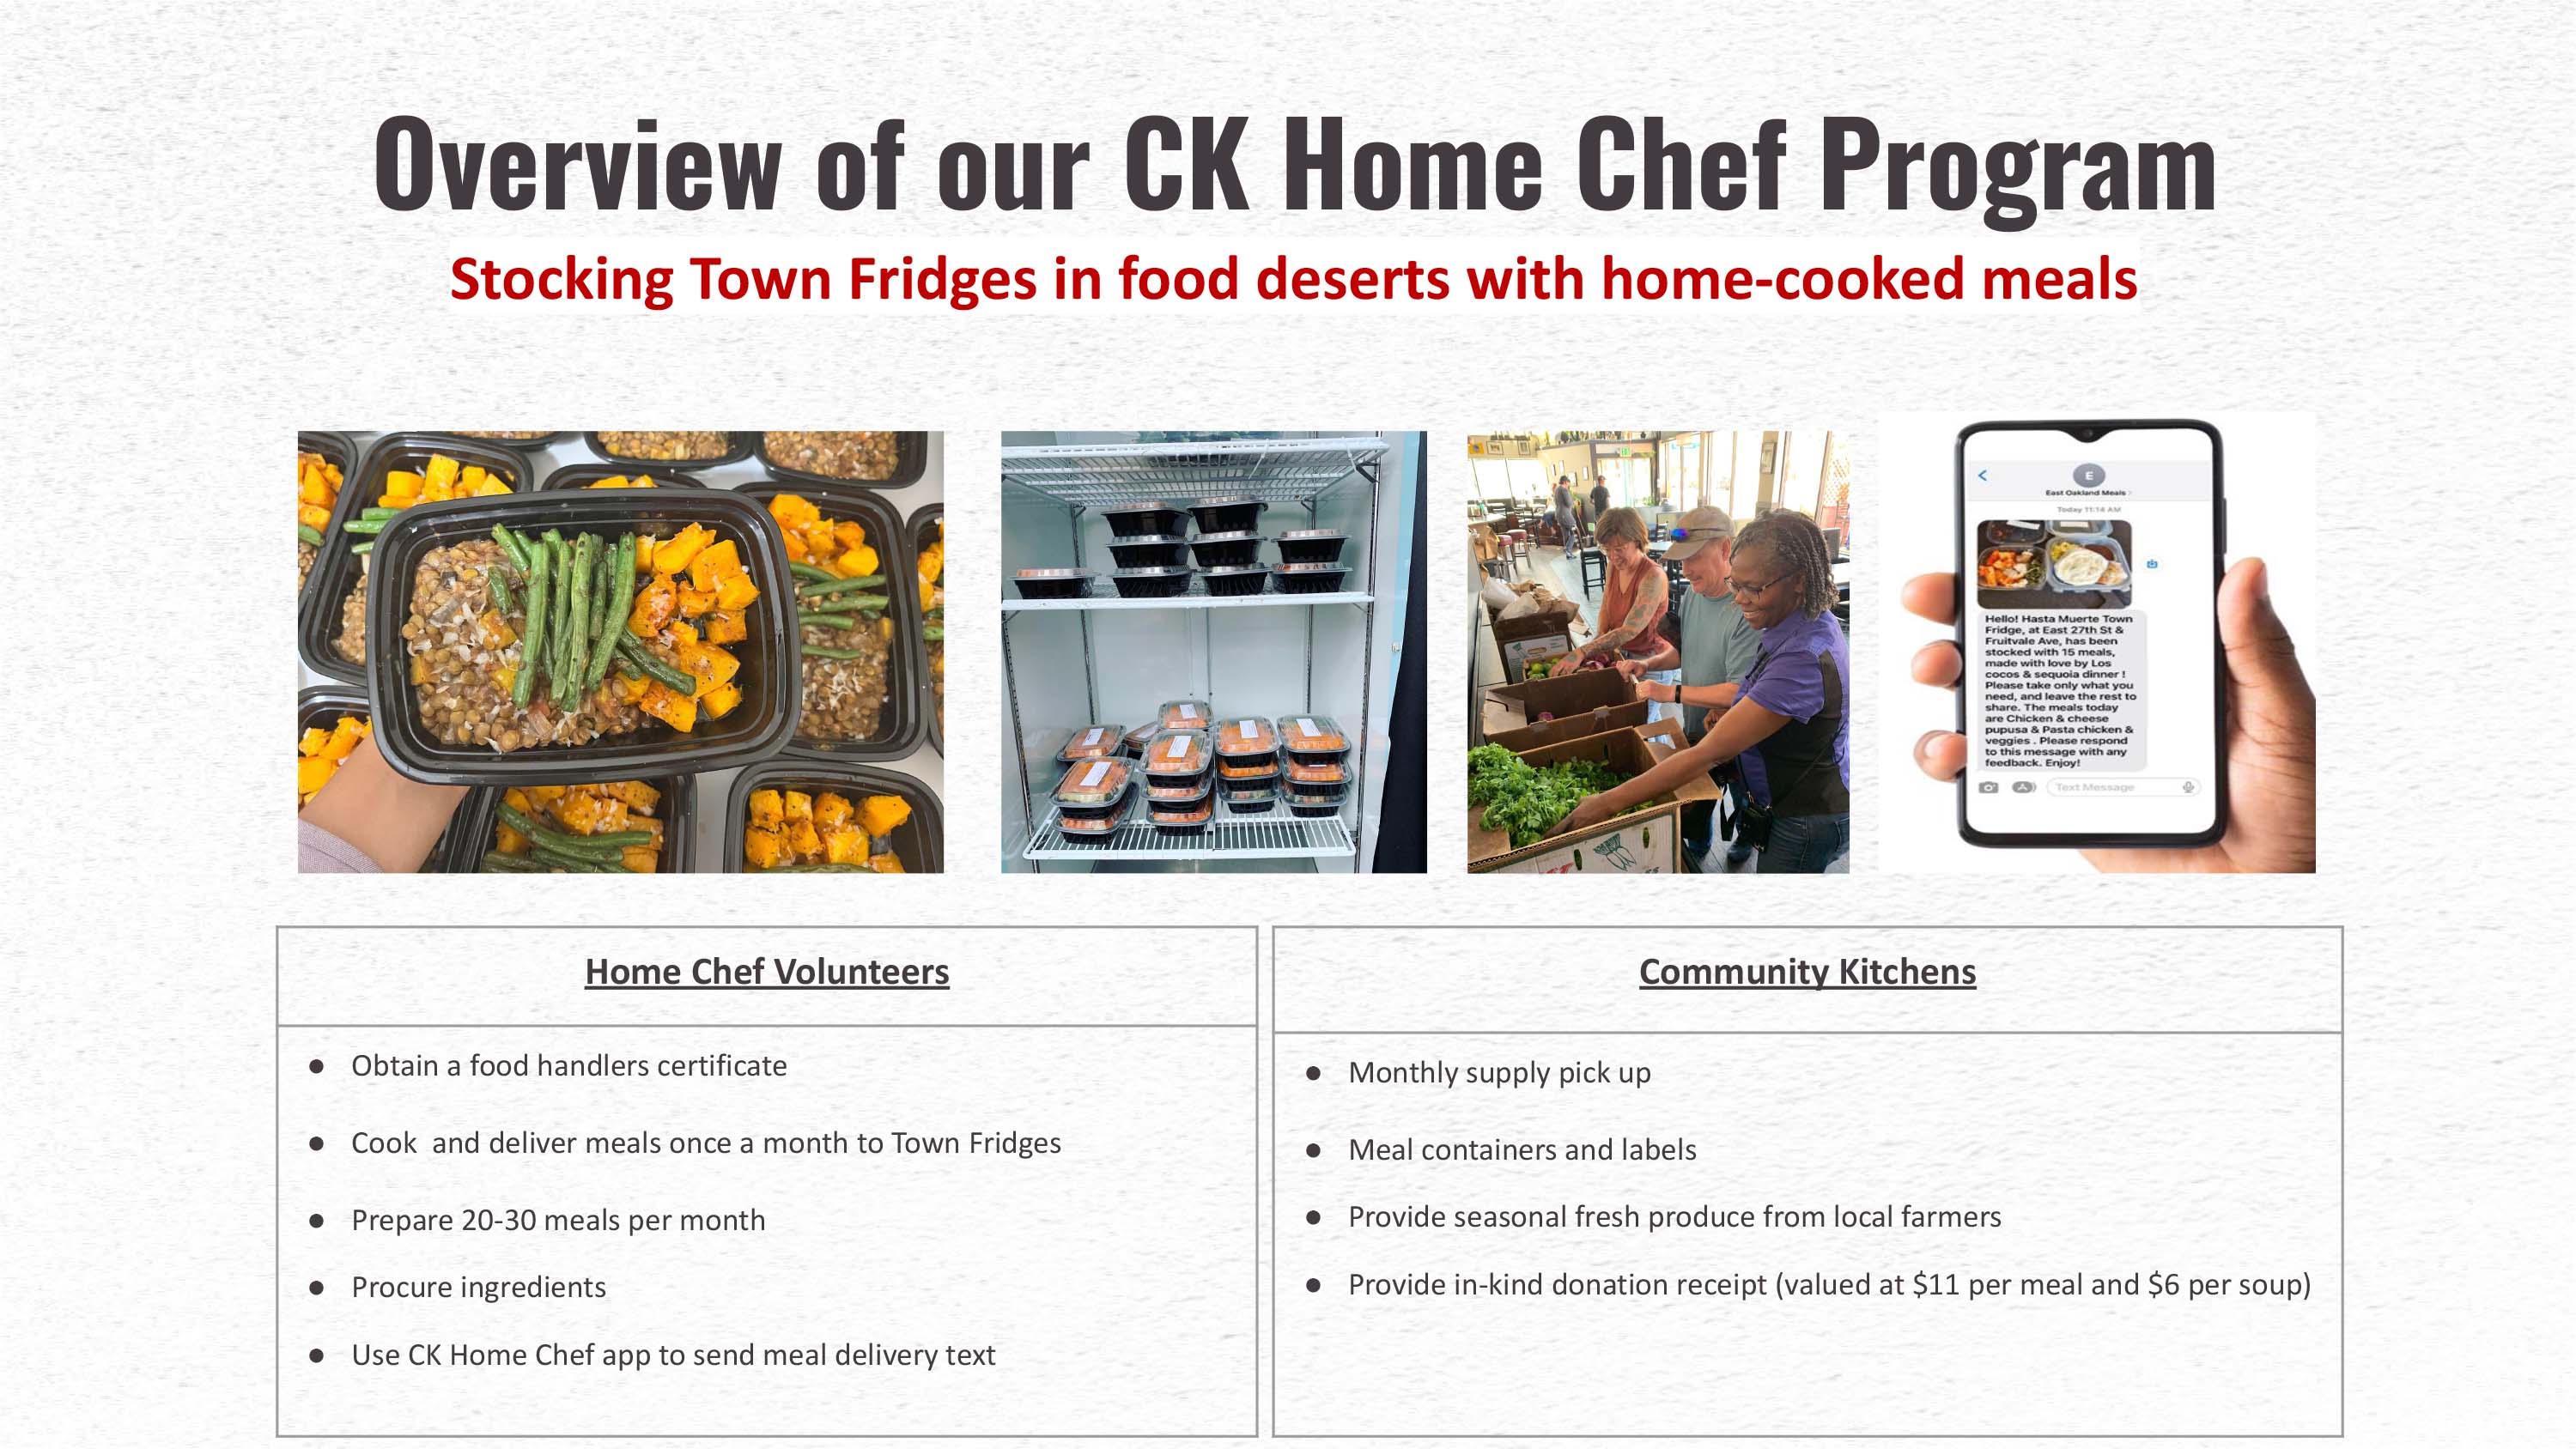 Overview of our CK Home Chef Program
Stocking Town Fridges in food deserts with home-cooked meals
E
East Oakland Meals >
Today 11:14 AM
Hello! Hasta Muerte Town
Fridge, at East 27th St &
Fruitvale Ave, has been
stocked with 15 meals,
made with love by Los
cocos & sequoia dinner !
Please take only what you
need, and leave the rest to
share. The meals today
are Chicken & cheese
pupusa & Pasta chicken &
veggies . Please respond
to this message with any
feedback. Enjoy!
Text Message
Home Chef Volunteers
● Obtain a food handlers certificate
● Cook  and deliver meals once a month to Town Fridges
● Prepare 20-30 meals per month
● Procure ingredients
● Use CK Home Chef app to send meal delivery text
Community Kitchens
● Monthly supply pick up
● Meal containers and labels
● Provide seasonal fresh produce from local farmers
● Provide in-kind donation receipt (valued at $11 per meal and $6 per soup)